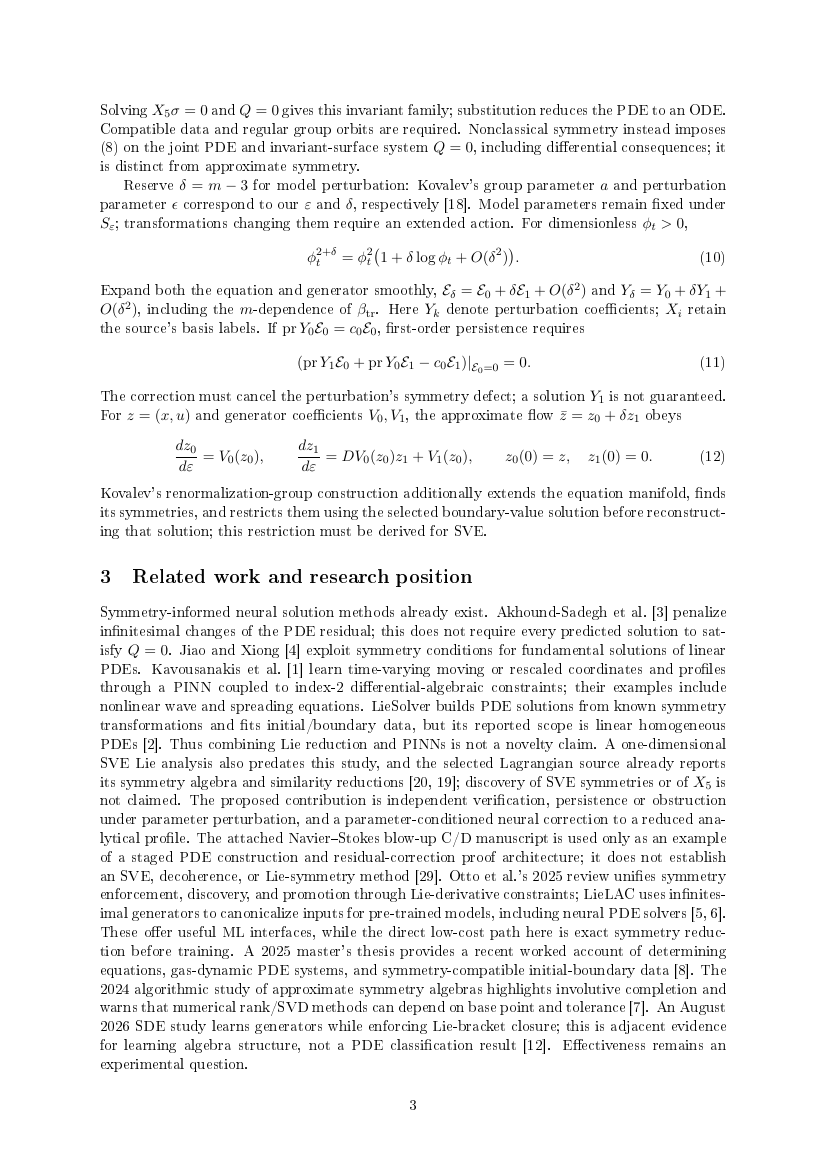 Solving X₅σ = 0 and Q = 0 gives this invariant family; substitution reduces the PDE to an ODE.
Compatible data and regular group orbits are required. Nonclassical symmetry instead imposes
(8) on the joint PDE and invariant-surface system Q = 0, including differential consequences; it
is distinct from approximate symmetry.
Reserve δ = m − 3 for model perturbation: Kovalev's group parameter a and perturbation
parameter ϵ correspond to our ε and δ, respectively [18]. Model parameters remain fixed under
S_ε; transformations changing them require an extended action. For dimensionless ϕ_t > 0,
ϕ_t^{2+δ} = ϕ_t^2(1 + δ log ϕ_t + O(δ²)). (10)
Expand both the equation and generator smoothly, ℰ_δ = ℰ₀ + δℰ₁ + O(δ²) and Y_δ = Y₀ + δY₁ +
O(δ²), including the m-dependence of β_tr. Here Y_k denote perturbation coefficients; X_i retain
the source's basis labels. If pr Y₀ℰ₀ = c₀ℰ₀, first-order persistence requires
(pr Y₁ℰ₀ + pr Y₀ℰ₁ − c₀ℰ₁)|_{ℰ₀=0} = 0. (11)
The correction must cancel the perturbation's symmetry defect; a solution Y₁ is not guaranteed.
For z = (x, u) and generator coefficients V₀, V₁, the approximate flow z̄ = z₀ + δz₁ obeys
dz₀/dε = V₀(z₀), dz₁/dε = DV₀(z₀)z₁ + V₁(z₀), z₀(0) = z, z₁(0) = 0. (12)
Kovalev's renormalization-group construction additionally extends the equation manifold, finds
its symmetries, and restricts them using the selected boundary-value solution before reconstruct-
ing that solution; this restriction must be derived for SVE.
3 Related work and research position
Symmetry-informed neural solution methods already exist. Akhound-Sadegh et al. [3] penalize
infinitesimal changes of the PDE residual; this does not require every predicted solution to sat-
isfy Q = 0. Jiao and Xiong [4] exploit symmetry conditions for fundamental solutions of linear
PDEs. Kavousanakis et al. [1] learn time-varying moving or rescaled coordinates and profiles
through a PINN coupled to index-2 differential-algebraic constraints; their examples include
nonlinear wave and spreading equations. LieSolver builds PDE solutions from known symmetry
transformations and fits initial/boundary data, but its reported scope is linear homogeneous
PDEs [2]. Thus combining Lie reduction and PINNs is not a novelty claim. A one-dimensional
SVE Lie analysis also predates this study, and the selected Lagrangian source already reports
its symmetry algebra and similarity reductions [20, 19]; discovery of SVE symmetries or of X₅ is
not claimed. The proposed contribution is independent verification, persistence or obstruction
under parameter perturbation, and a parameter-conditioned neural correction to a reduced ana-
lytical profile. The attached Navier–Stokes blow-up C/D manuscript is used only as an example
of a staged PDE construction and residual-correction proof architecture; it does not establish
an SVE, decoherence, or Lie-symmetry method [29]. Otto et al.'s 2025 review unifies symmetry
enforcement, discovery, and promotion through Lie-derivative constraints; LieLAC uses infinites-
imal generators to canonicalize inputs for pre-trained models, including neural PDE solvers [5, 6].
These offer useful ML interfaces, while the direct low-cost path here is exact symmetry reduc-
tion before training. A 2025 master's thesis provides a recent worked account of determining
equations, gas-dynamic PDE systems, and symmetry-compatible initial-boundary data [8]. The
2024 algorithmic study of approximate symmetry algebras highlights involutive completion and
warns that numerical rank/SVD methods can depend on base point and tolerance [7]. An August
2026 SDE study learns generators while enforcing Lie-bracket closure; this is adjacent evidence
for learning algebra structure, not a PDE classification result [12]. Effectiveness remains an
experimental question.
3